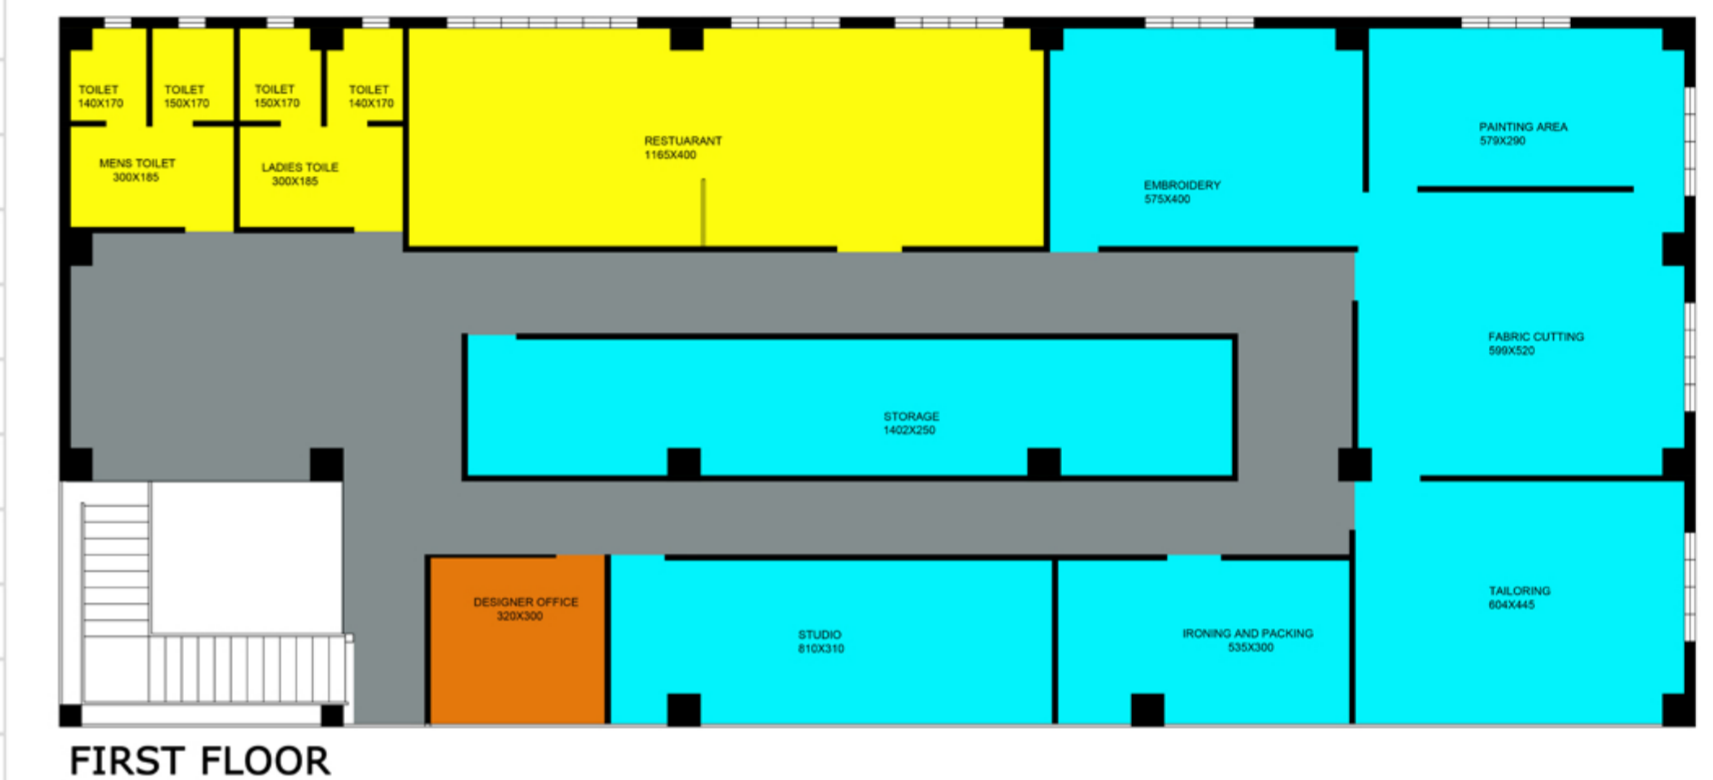 TOILET
140X170
TOILET
150X170
TOILET
150X170
TOILET
140X170
MENS TOILET
300X185
LADIES TOILE
300X185
RESTUARANT
1165X400
EMBROIDERY
575X400
PAINTING AREA
579X290
FABRIC CUTTING
599X520
STORAGE
1402X250
DESIGNER OFFICE
320X300
STUDIO
810X310
IRONING AND PACKING
535X300
TAILORING
604X445
FIRST FLOOR